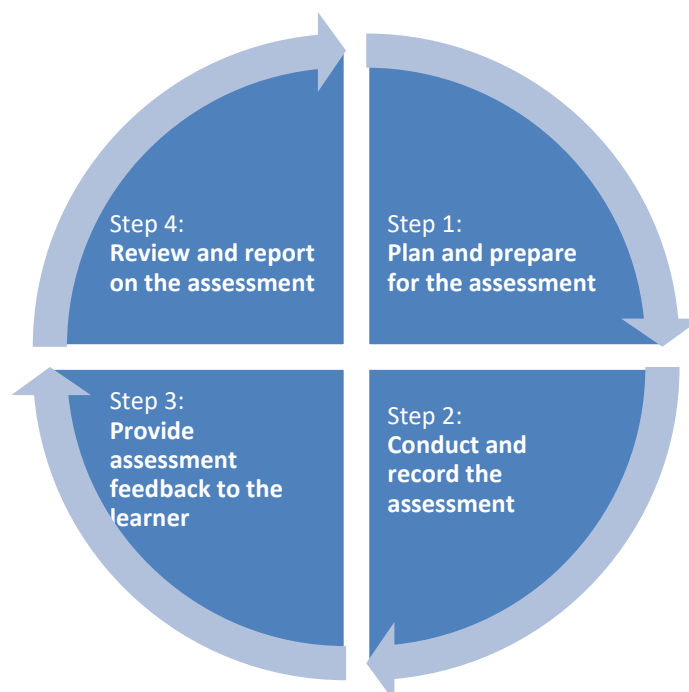 Step 1:
Plan and prepare
for the assessment
Step 2:
Conduct and
record the
assessment
Step 3:
Provide
assessment
feedback to the
learner
Step 4:
Review and report
on the assessment